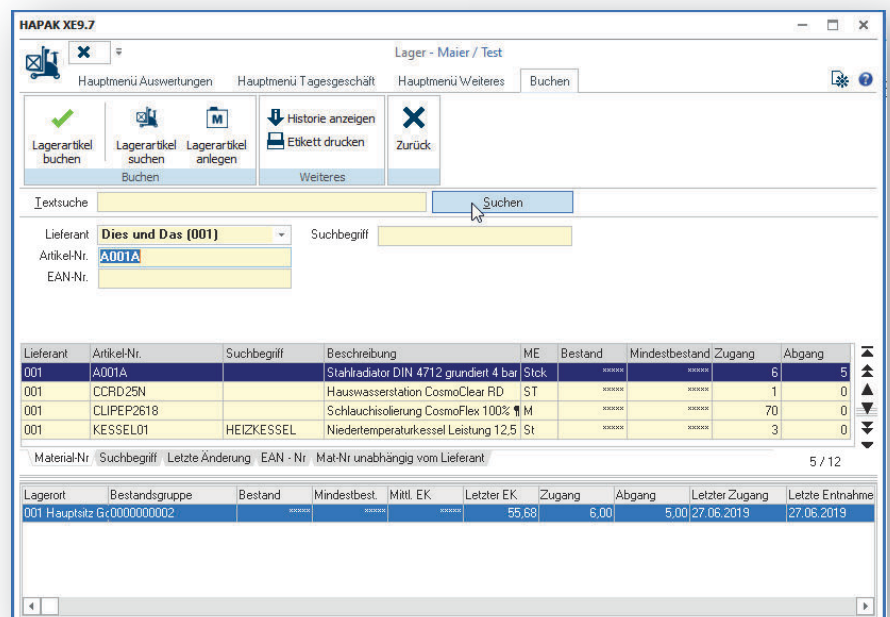 HAPAK XE9.7
Lager - Maier / Test
Hauptmenü Auswertungen Hauptmenü Tagesgeschäft Hauptmenü Weiteres Buchen
Lagerartikel buchen
Lagerartikel suchen
M
Lagerartikel anlegen
Historie anzeigen
Etikett drucken
Zurück
Buchen Weiteres
Textsuche Suchen
Lieferant Dies und Das (001) Suchbegriff
Artikel-Nr. A001A
EAN-Nr.
Lieferant Artikel-Nr. Suchbegriff Beschreibung ME Bestand Mindestbestand Zugang Abgang
001 A001A Stahlradiator DIN 4712 grundiert 4 bar Stck ***** ***** 6 5
001 CCRD25N Hauswasserstation CosmoClear RD ST ***** ***** 1 0
001 CLIPEP2618 Schlauchisolierung CosmoFlex 100% ¶ M ***** ***** 70 0
001 KESSEL01 HEIZKESSEL Niedertemperaturkessel Leistung 12,5 St ***** ***** 3 0
Material-Nr Suchbegriff Letzte Änderung EAN - Nr Mat-Nr unabhängig vom Lieferant 5 / 12
Lagerort Bestandsgruppe Bestand Mindestbest. Mittl. EK Letzter EK Zugang Abgang Letzter Zugang Letzte Entnahme
001 Hauptsitz Gc 0000000002 ***** ***** ***** 55,68 6,00 5,00 27.06.2019 27.06.2019